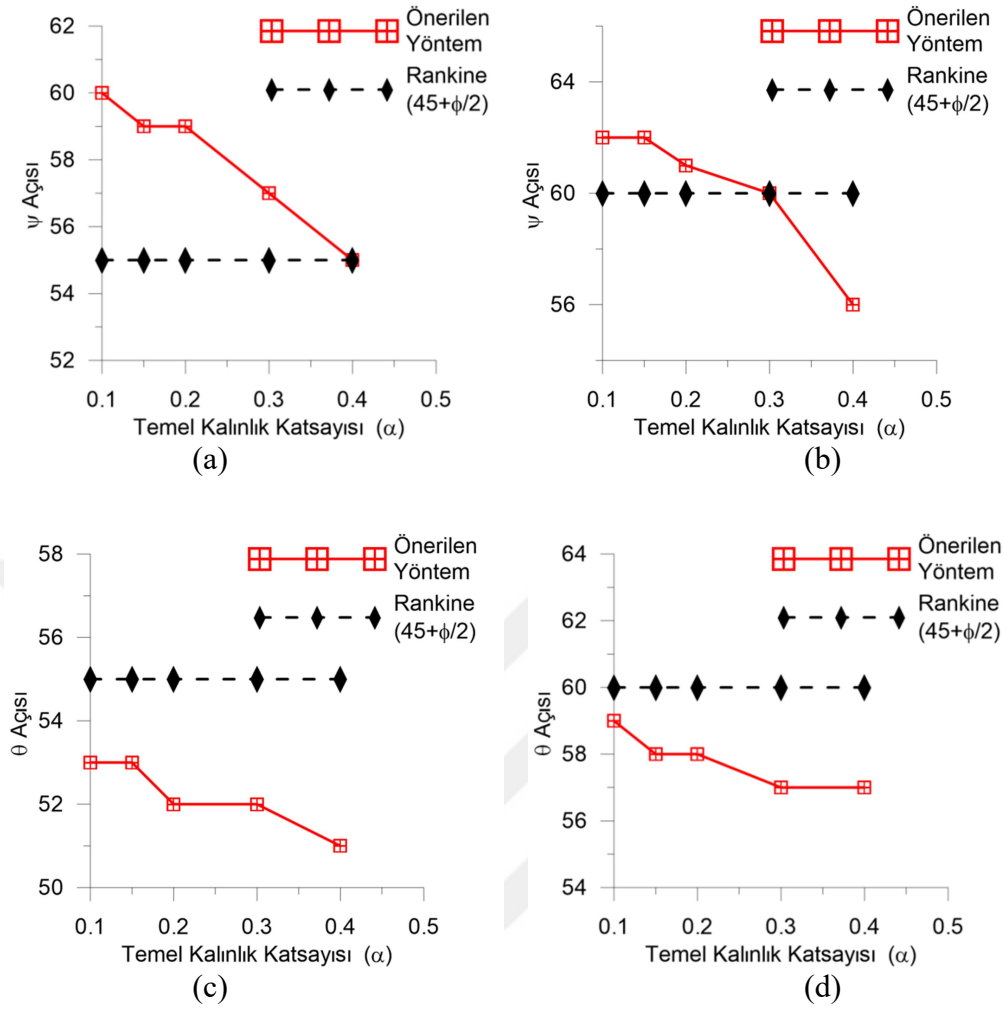 62
60
58
56
54
52
ψ Açısı
0.1 0.2 0.3 0.4 0.5
Temel Kalınlık Katsayısı (α)
Önerilen
Yöntem
Rankine
(45+ϕ/2)
(a)
64
60
56
ψ Açısı
0.1 0.2 0.3 0.4 0.5
Temel Kalınlık Katsayısı (α)
Önerilen
Yöntem
Rankine
(45+ϕ/2)
(b)
58
56
54
52
50
θ Açısı
0.1 0.2 0.3 0.4 0.5
Temel Kalınlık Katsayısı (α)
Önerilen
Yöntem
Rankine
(45+ϕ/2)
(c)
64
62
60
58
56
54
θ Açısı
0.1 0.2 0.3 0.4 0.5
Temel Kalınlık Katsayısı (α)
Önerilen
Yöntem
Rankine
(45+ϕ/2)
(d)